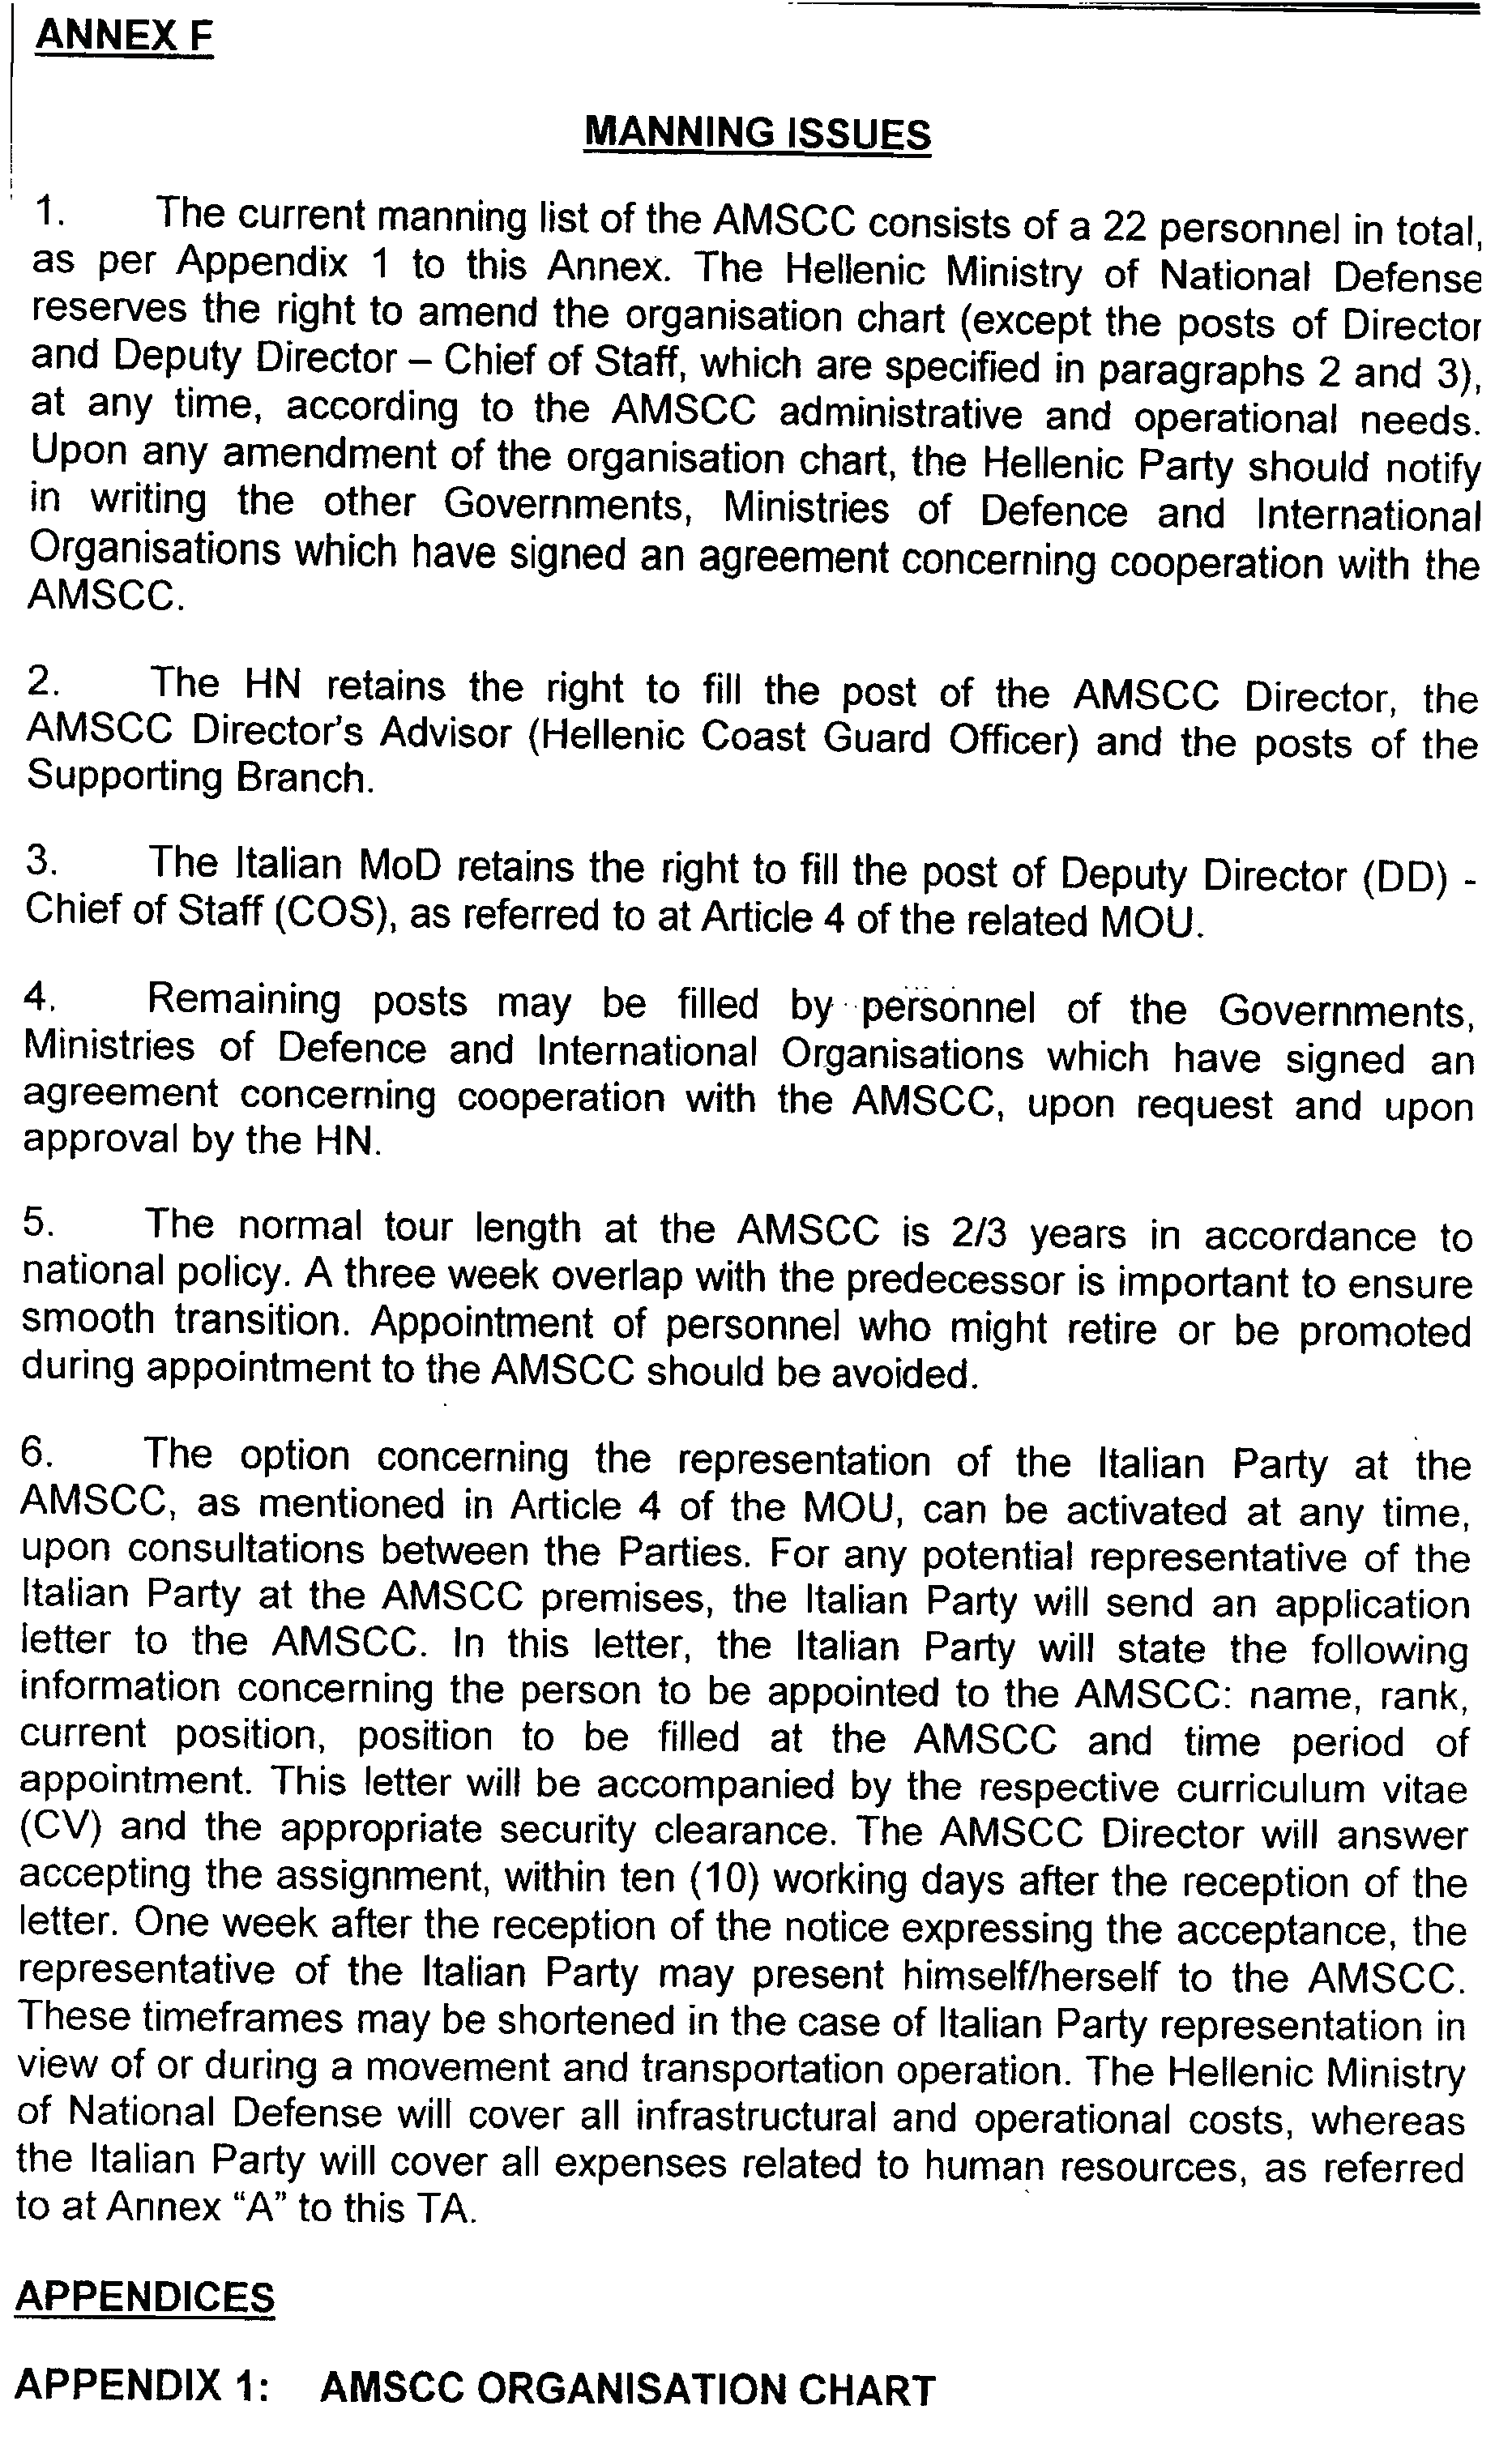 ANNEX F
MANNING ISSUES
1. The current manning list of the AMSCC consists of a 22 personnel in total,
as per Appendix 1 to this Annex. The Hellenic Ministry of National Defense
reserves the right to amend the organisation chart (except the posts of Director
and Deputy Director – Chief of Staff, which are specified in paragraphs 2 and 3),
at any time, according to the AMSCC administrative and operational needs.
Upon any amendment of the organisation chart, the Hellenic Party should notify
in writing the other Governments, Ministries of Defence and International
Organisations which have signed an agreement concerning cooperation with the
AMSCC.
2. The HN retains the right to fill the post of the AMSCC Director, the
AMSCC Director's Advisor (Hellenic Coast Guard Officer) and the posts of the
Supporting Branch.
3. The Italian MoD retains the right to fill the post of Deputy Director (DD) -
Chief of Staff (COS), as referred to at Article 4 of the related MOU.
4. Remaining posts may be filled by personnel of the Governments,
Ministries of Defence and International Organisations which have signed an
agreement concerning cooperation with the AMSCC, upon request and upon
approval by the HN.
5. The normal tour length at the AMSCC is 2/3 years in accordance to
national policy. A three week overlap with the predecessor is important to ensure
smooth transition. Appointment of personnel who might retire or be promoted
during appointment to the AMSCC should be avoided.
6. The option concerning the representation of the Italian Party at the
AMSCC, as mentioned in Article 4 of the MOU, can be activated at any time,
upon consultations between the Parties. For any potential representative of the
Italian Party at the AMSCC premises, the Italian Party will send an application
letter to the AMSCC. In this letter, the Italian Party will state the following
information concerning the person to be appointed to the AMSCC: name, rank,
current position, position to be filled at the AMSCC and time period of
appointment. This letter will be accompanied by the respective curriculum vitae
(CV) and the appropriate security clearance. The AMSCC Director will answer
accepting the assignment, within ten (10) working days after the reception of the
letter. One week after the reception of the notice expressing the acceptance, the
representative of the Italian Party may present himself/herself to the AMSCC.
These timeframes may be shortened in the case of Italian Party representation in
view of or during a movement and transportation operation. The Hellenic Ministry
of National Defense will cover all infrastructural and operational costs, whereas
the Italian Party will cover all expenses related to human resources, as referred
to at Annex “A” to this TA.
APPENDICES
APPENDIX 1: AMSCC ORGANISATION CHART